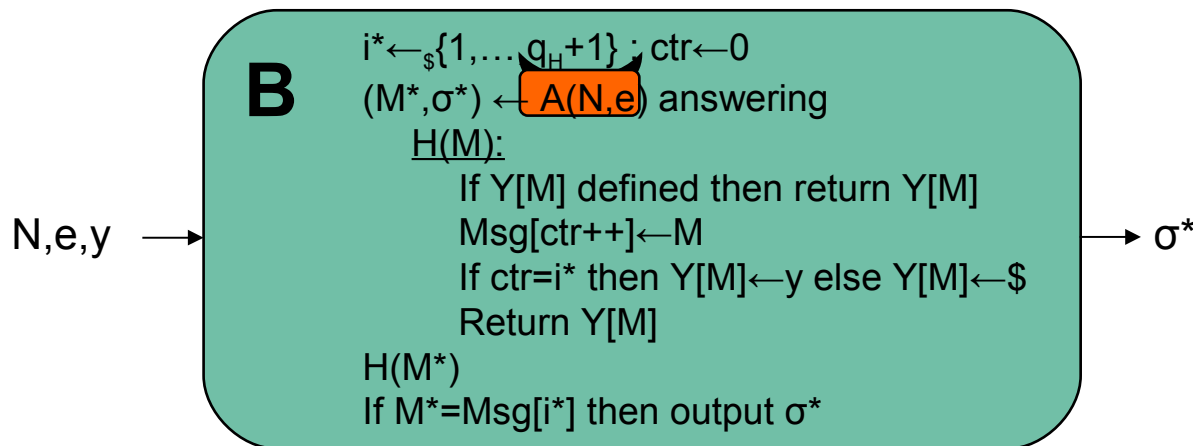 i*←$​{1,…q_H+1} ; ctr←0
B
(M*,σ*) ← A(N,e) answering
H(M):
If Y[M] defined then return Y[M]
N,e,y
Msg[ctr++]←M
σ*
If ctr=i* then Y[M]←y else Y[M]←$
Return Y[M]
H(M*)
If M*=Msg[i*] then output σ*